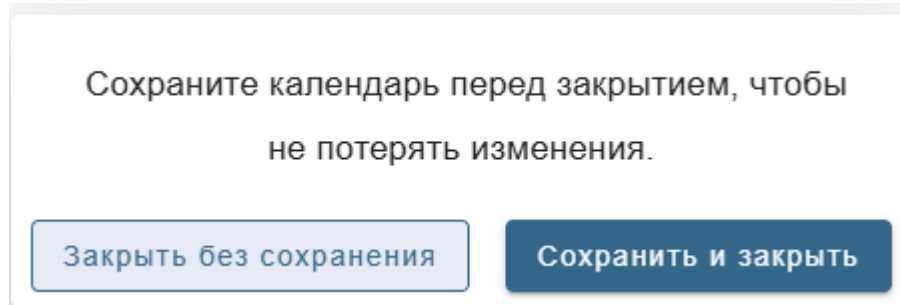 Сохраните календарь перед закрытием, чтобы
не потерять изменения.
Закрыть без сохранения
Сохранить и закрыть